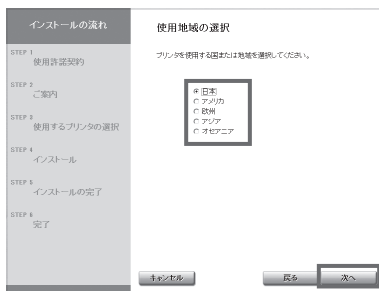 インストールの流れ
STEP 1
使用許諾契約
STEP 2
ご案内
STEP 3
使用するプリンタの選択
STEP 4
インストール
STEP 5
インストールの完了
STEP 6
完了
使用地域の選択
プリンタを使用する国または地域を選択してください。
日本
アメリカ
欧州
アジア
オセアニア
キャンセル
戻る
次へ